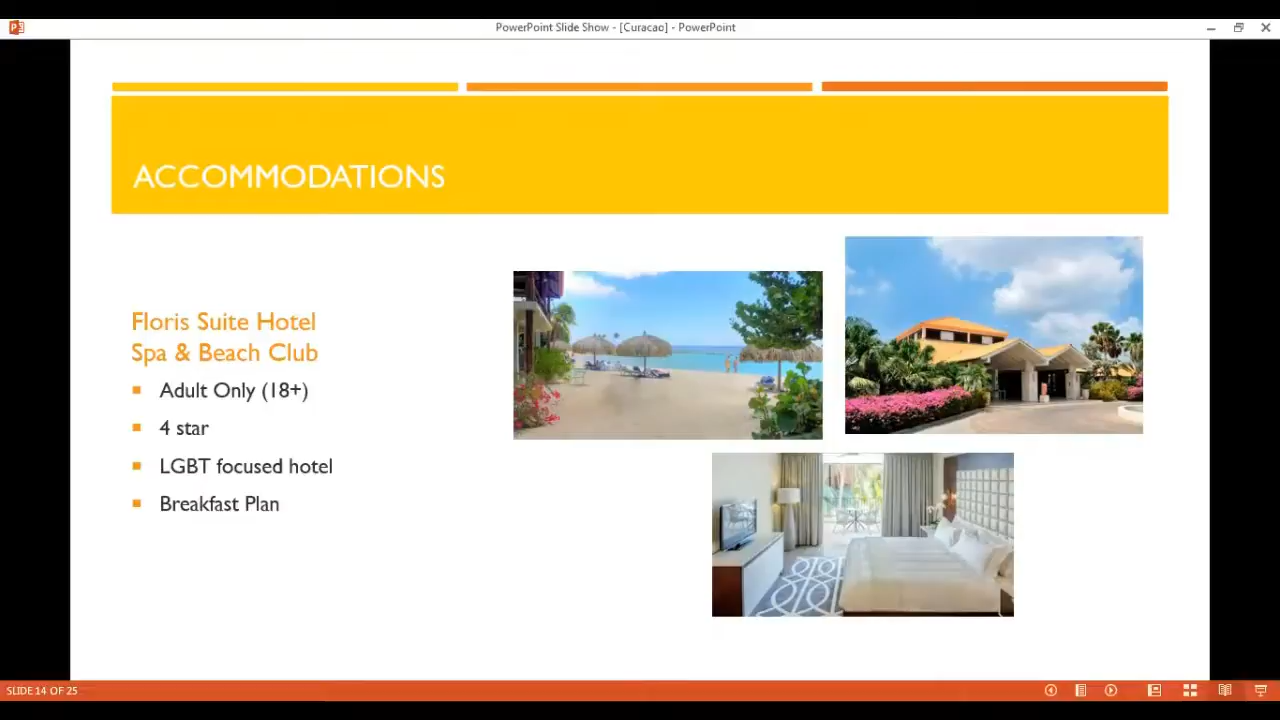 PowerPoint Slide Show - [Curacao] - PowerPoint
ACCOMMODATIONS
Floris Suite Hotel
Spa & Beach Club
Adult Only (18+)
4 star
LGBT focused hotel
Breakfast Plan
SLIDE 14 OF 25